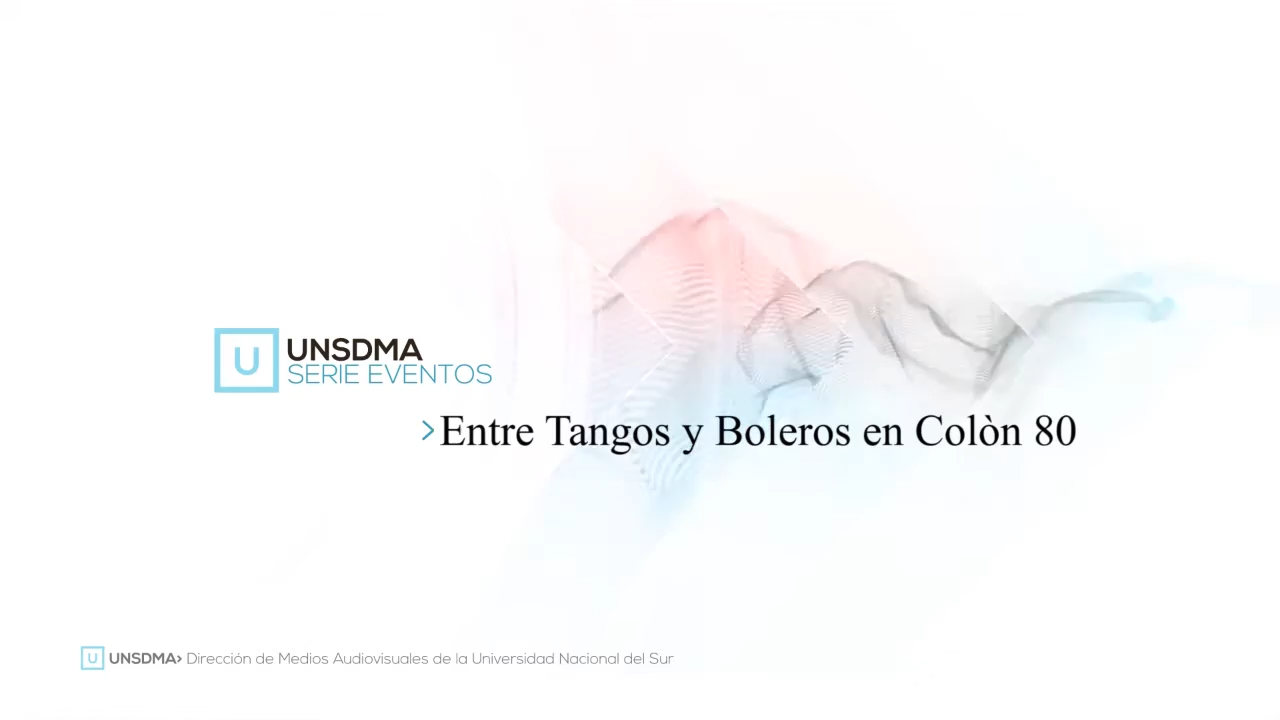 U
UNSDMA
SERIE EVENTOS
>Entre Tangos y Boleros en Colòn 80
U UNSDMA> Dirección de Medios Audiovisuales de la Universidad Nacional del Sur